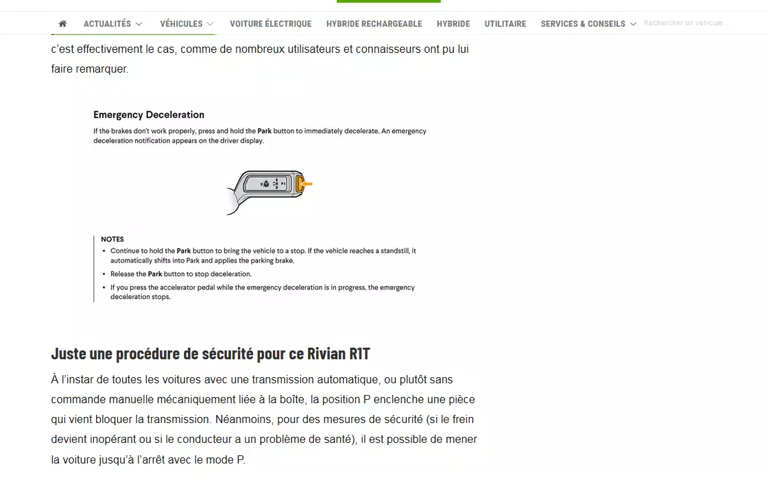 ACTUALITÉS VÉHICULES VOITURE ÉLECTRIQUE HYBRIDE RECHARGEABLE HYBRIDE UTILITAIRE SERVICES & CONSEILS Rechercher un véhicule...
c'est effectivement le cas, comme de nombreux utilisateurs et connaisseurs ont pu lui
faire remarquer.
Emergency Deceleration
If the brakes don't work properly, press and hold the Park button to immediately decelerate. An emergency
deceleration notification appears on the driver display.
NOTES
• Continue to hold the Park button to bring the vehicle to a stop. If the vehicle reaches a standstill, it
automatically shifts into Park and applies the parking brake.
• Release the Park button to stop deceleration.
• If you press the accelerator pedal while the emergency deceleration is in progress, the emergency
deceleration stops.
Juste une procédure de sécurité pour ce Rivian R1T
À l'instar de toutes les voitures avec une transmission automatique, ou plutôt sans
commande manuelle mécaniquement liée à la boîte, la position P enclenche une pièce
qui vient bloquer la transmission. Néanmoins, pour des mesures de sécurité (si le frein
devient inopérant ou si le conducteur a un problème de santé), il est possible de mener
la voiture jusqu'à l'arrêt avec le mode P.